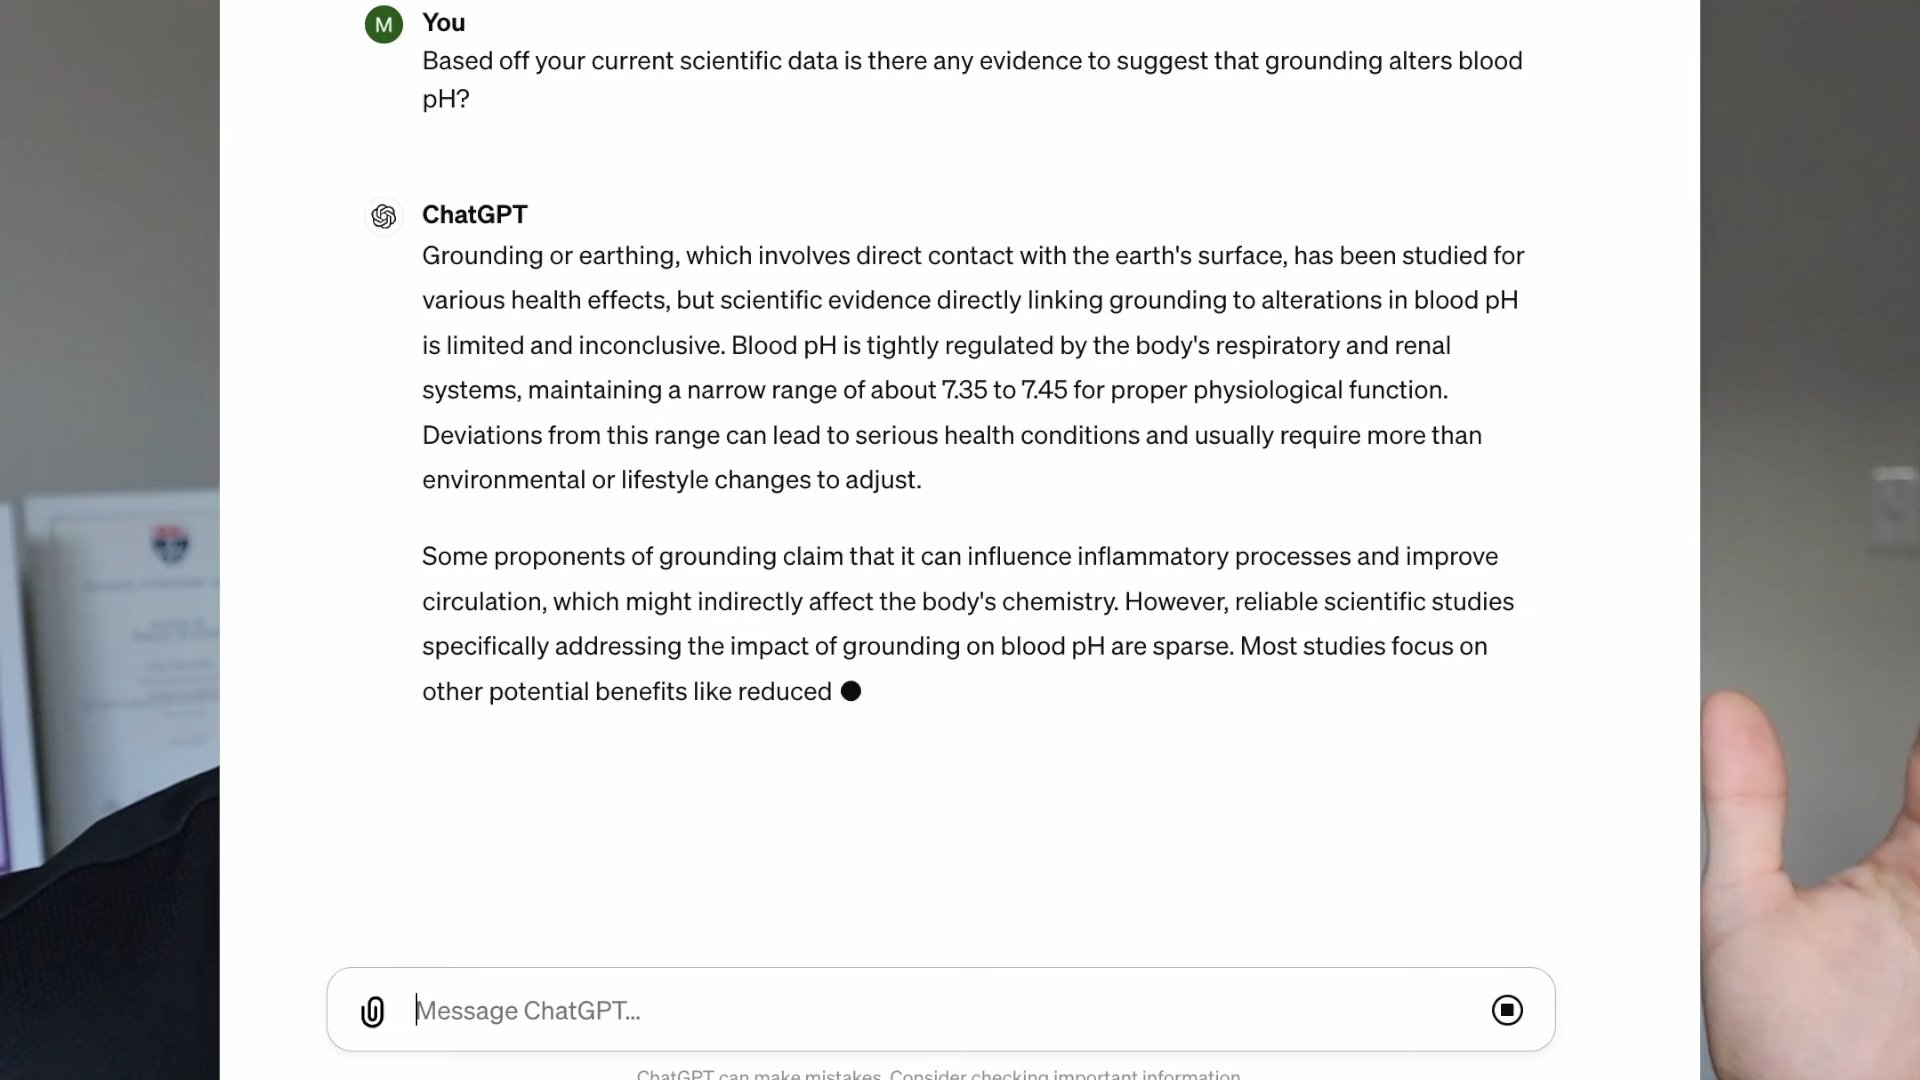 M
You
Based off your current scientific data is there any evidence to suggest that grounding alters blood
pH?
ChatGPT
Grounding or earthing, which involves direct contact with the earth's surface, has been studied for
various health effects, but scientific evidence directly linking grounding to alterations in blood pH
is limited and inconclusive. Blood pH is tightly regulated by the body's respiratory and renal
systems, maintaining a narrow range of about 7.35 to 7.45 for proper physiological function.
Deviations from this range can lead to serious health conditions and usually require more than
environmental or lifestyle changes to adjust.
Some proponents of grounding claim that it can influence inflammatory processes and improve
circulation, which might indirectly affect the body's chemistry. However, reliable scientific studies
specifically addressing the impact of grounding on blood pH are sparse. Most studies focus on
other potential benefits like reduced
Message ChatGPT...
ChatGPT can make mistakes. Consider checking important information.